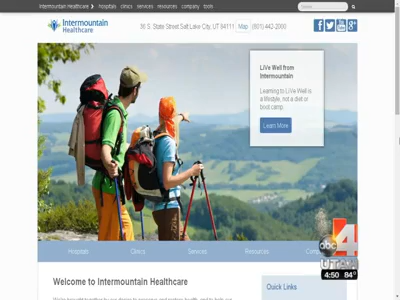 Intermountain Healthcare ❯ hospitals clinics services resources company tools Search
Intermountain
Healthcare
36 S. State Street Salt Lake City, UT 84111 Map (801) 442-2000
LiVe Well from
Intermountain
Learning to LiVe Well is
a lifestyle, not a diet or
boot camp.
Learn More
Hospitals Clinics Services Resources
Welcome to Intermountain Healthcare
Quick Links
abc 4
4:50 84°